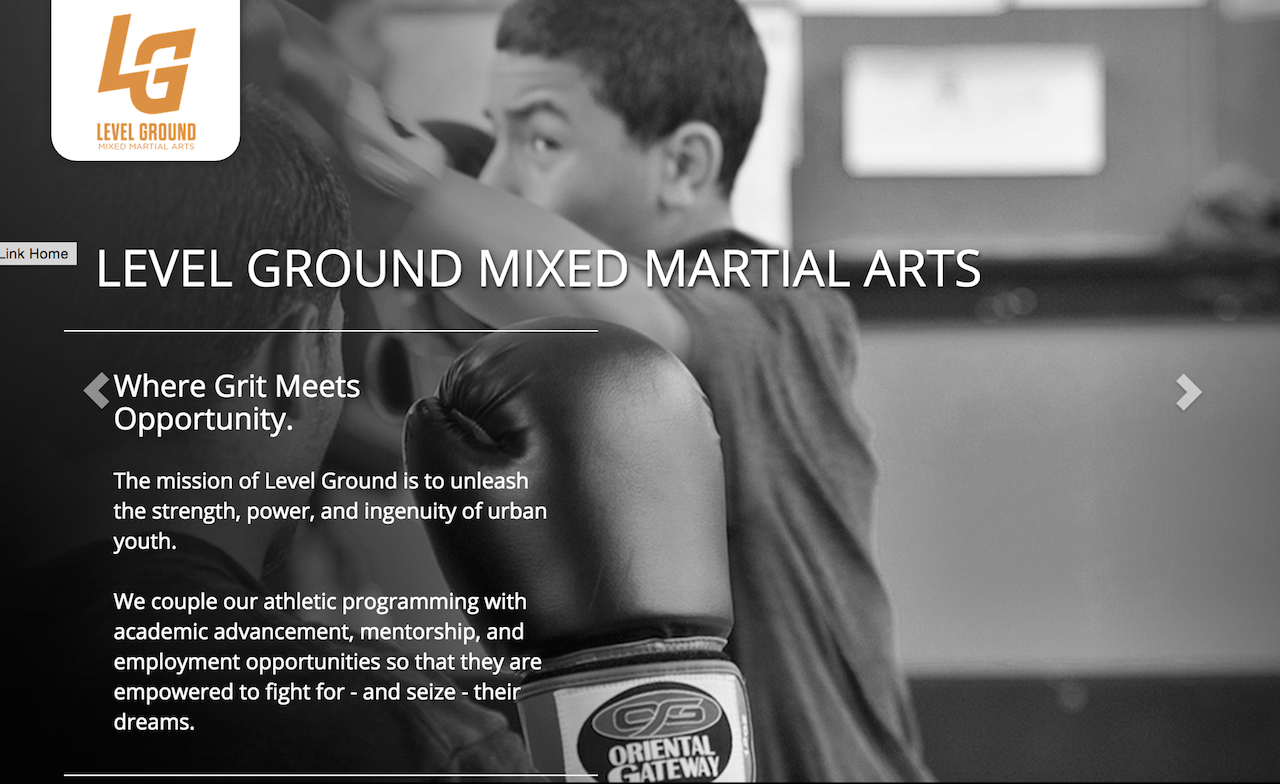 LG
LEVEL GROUND
MIXED MARTIAL ARTS
Link Home
LEVEL GROUND MIXED MARTIAL ARTS
Where Grit Meets
Opportunity.
The mission of Level Ground is to unleash
the strength, power, and ingenuity of urban
youth.
We couple our athletic programming with
academic advancement, mentorship, and
employment opportunities so that they are
empowered to fight for - and seize - their
dreams.
ORIENTAL
GATEWAY